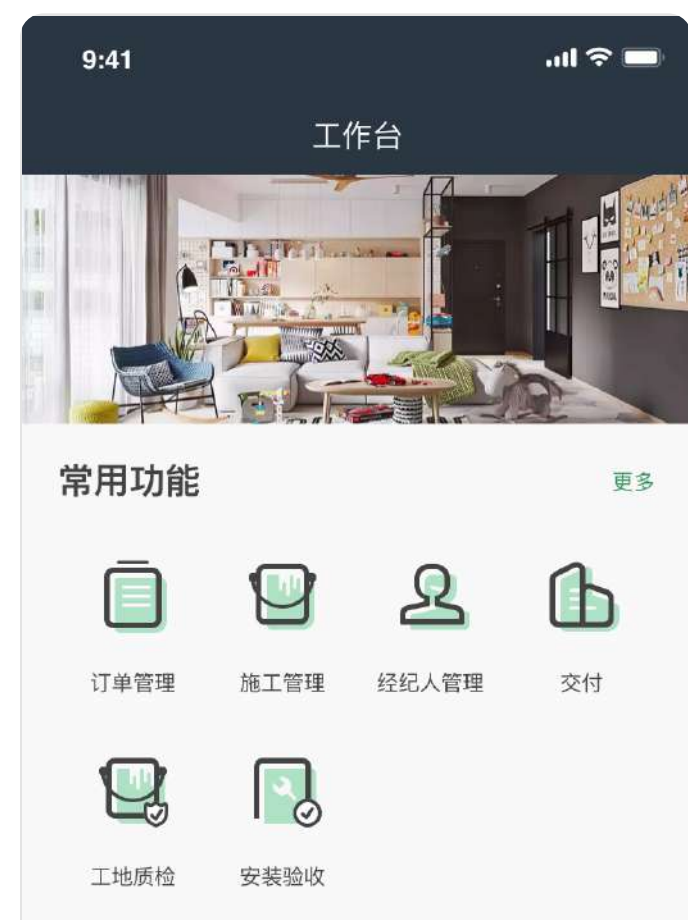 9:41
工作台
常用功能
更多
订单管理 施工管理 经纪人管理 交付
工地质检 安装验收